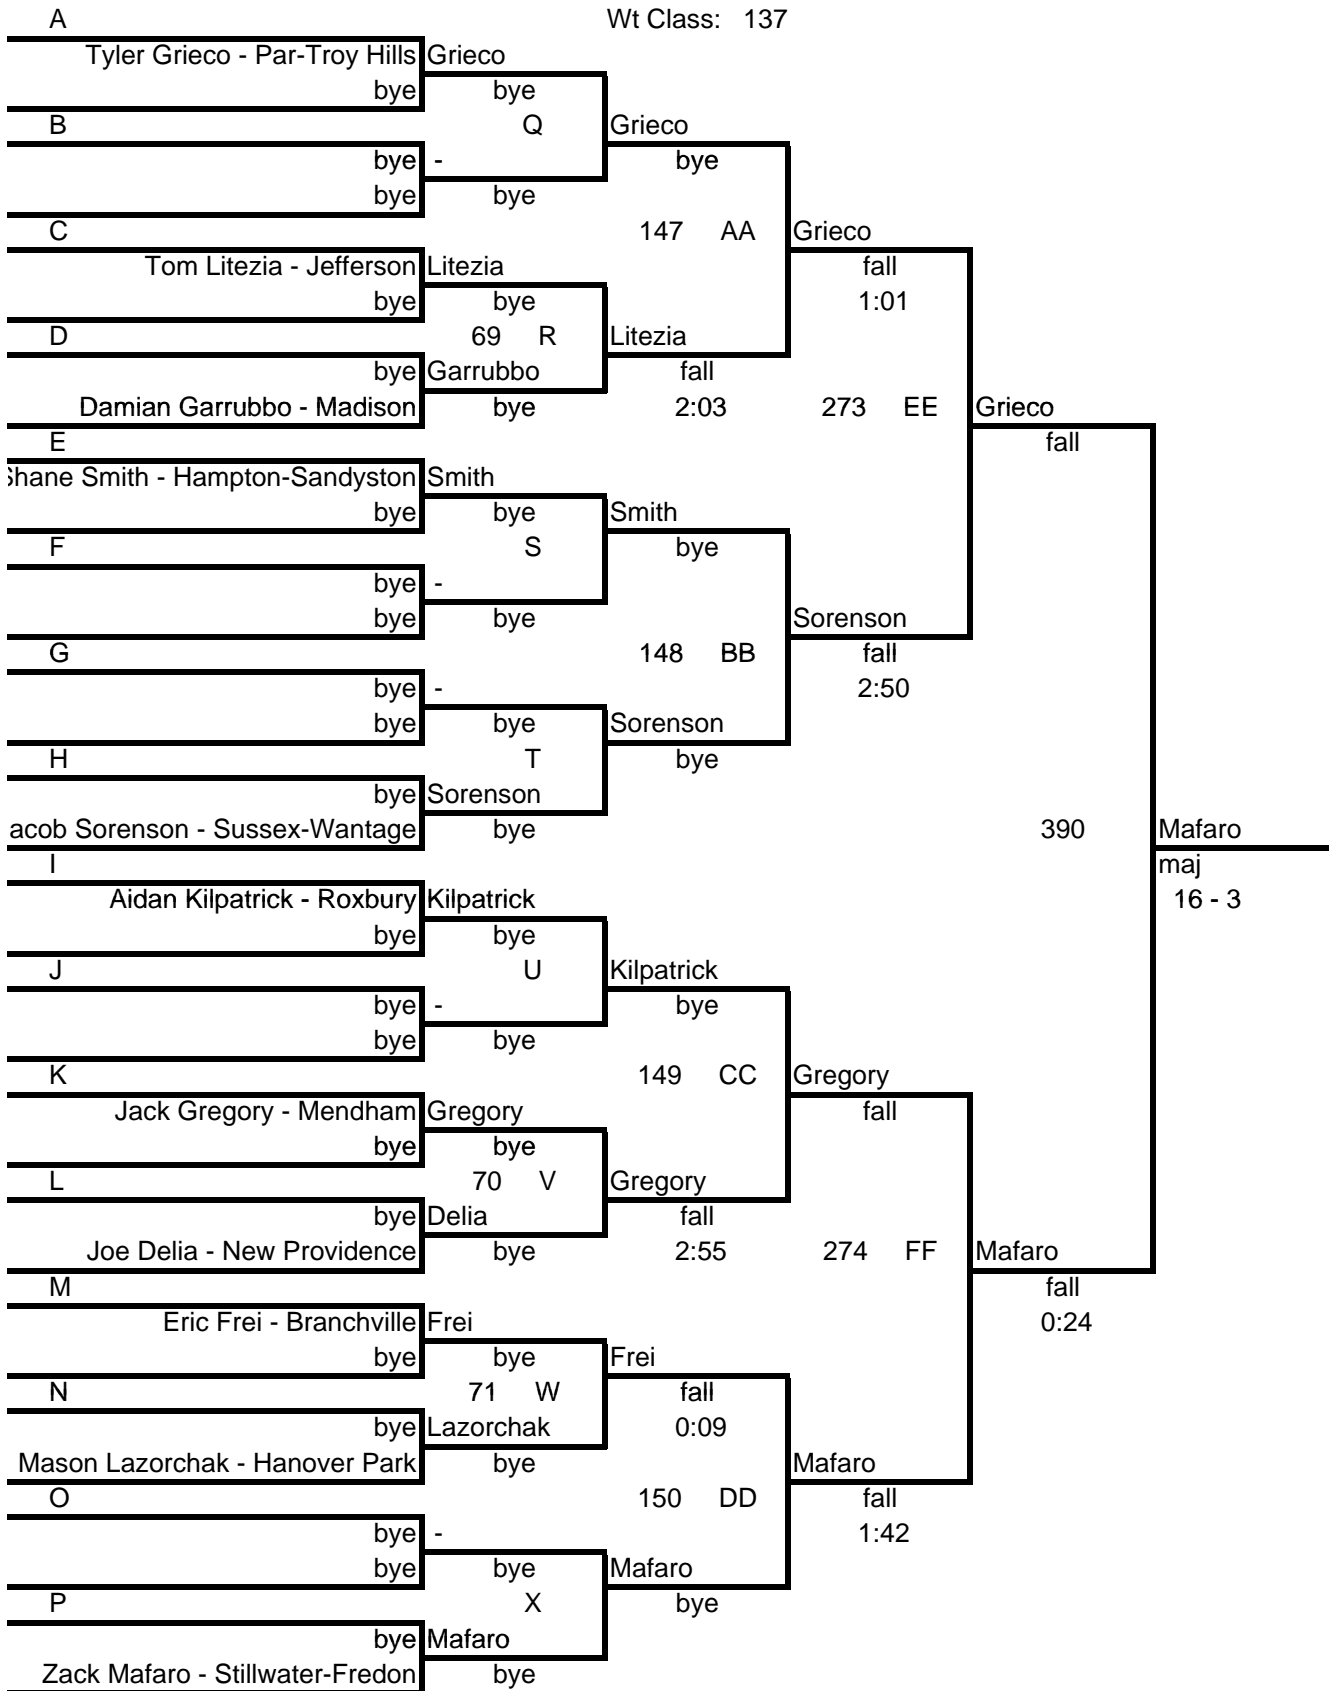 A Wt Class: 137
Tyler Grieco - Par-Troy Hills Grieco
bye bye
B Q Grieco
bye - bye
bye bye
C 147 AA Grieco
Tom Litezia - Jefferson Litezia fall
bye bye 1:01
D 69 R Litezia
bye Garrubbo fall
Damian Garrubbo - Madison bye 2:03 273 EE Grieco
E fall
Shane Smith - Hampton-Sandyston Smith
bye bye Smith
F S bye
bye -
bye bye Sorenson
G 148 BB fall
bye - 2:50
bye bye Sorenson
H T bye
bye Sorenson
acob Sorenson - Sussex-Wantage bye 390 Mafaro
I maj
Aidan Kilpatrick - Roxbury Kilpatrick 16 - 3
bye bye
J U Kilpatrick
bye - bye
bye bye
K 149 CC Gregory
Jack Gregory - Mendham Gregory fall
bye bye
L 70 V Gregory
bye Delia fall
Joe Delia - New Providence bye 2:55 274 FF Mafaro
M fall
Eric Frei - Branchville Frei 0:24
bye bye Frei
N 71 W fall
bye Lazorchak 0:09
Mason Lazorchak - Hanover Park bye Mafaro
O 150 DD fall
bye - 1:42
bye bye Mafaro
P X bye
bye Mafaro
Zack Mafaro - Stillwater-Fredon bye